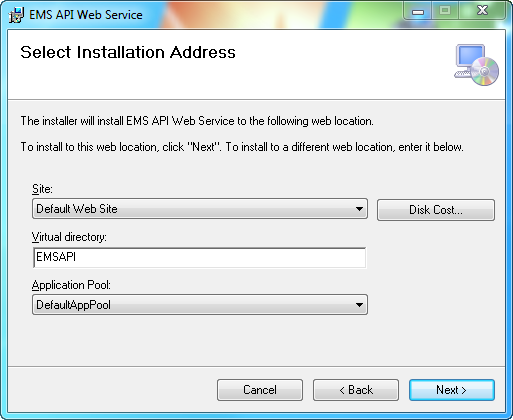 EMS API Web Service
Select Installation Address
The installer will install EMS API Web Service to the following web location.
To install to this web location, click "Next". To install to a different web location, enter it below.
Site:
Default Web Site
Disk Cost...
Virtual directory:
EMSAPI
Application Pool:
DefaultAppPool
Cancel
< Back
Next >